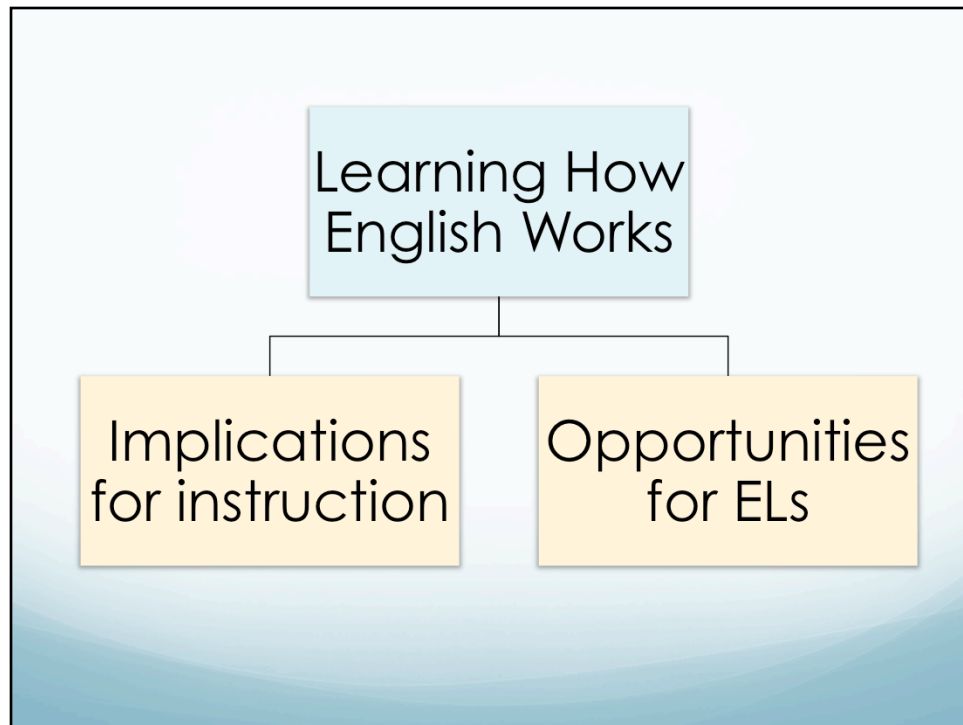 Learning How
English Works
Implications
for instruction
Opportunities
for ELs